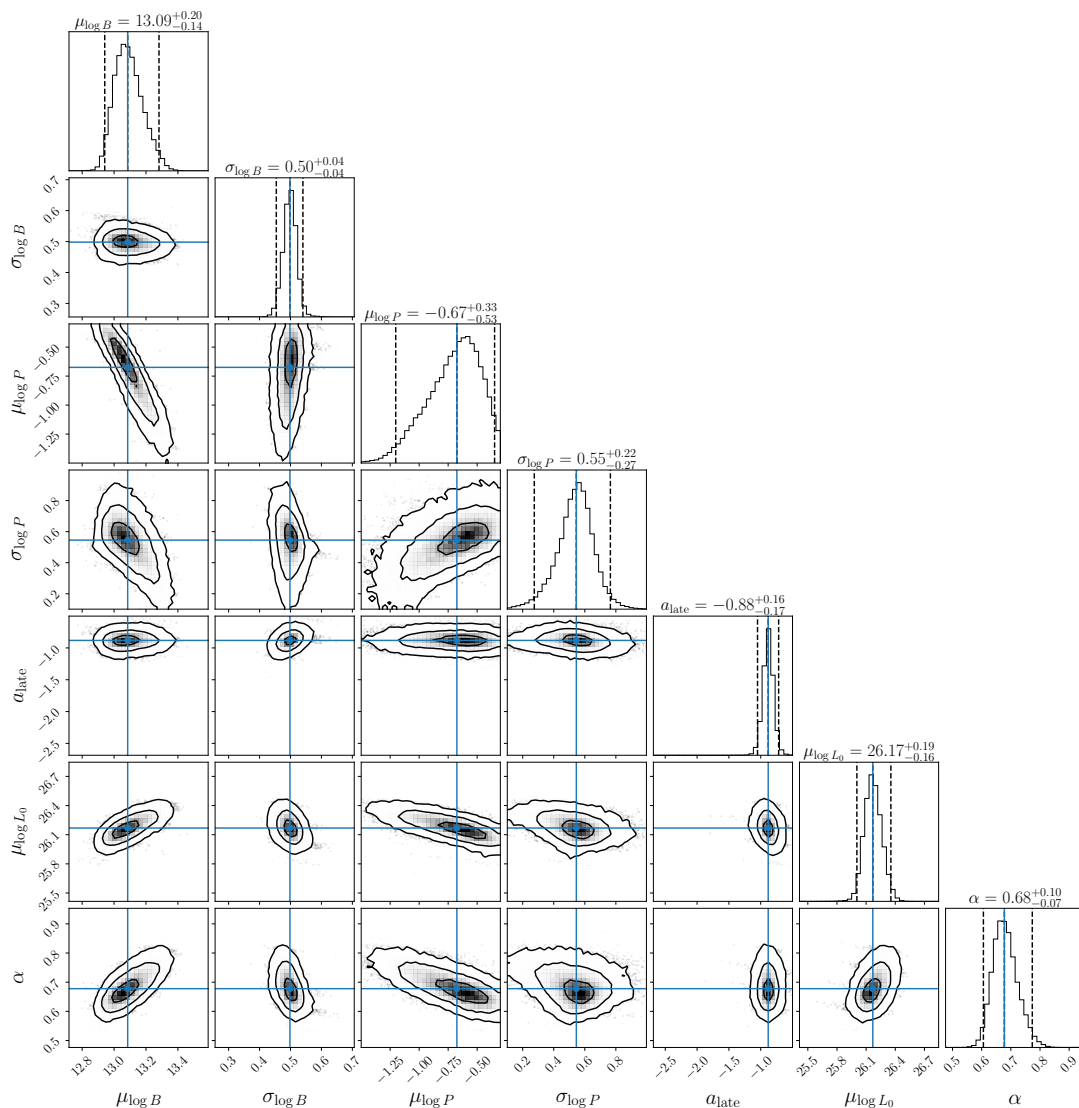 μ_{log B} = 13.09^{+0.20}_{−0.14}
σ_{log B} = 0.50^{+0.04}_{−0.04}
0.7
0.6
0.5
0.4
0.3
σ_{log B}
μ_{log P} = −0.67^{+0.33}_{−0.53}
−0.50
−0.75
−1.00
−1.25
μ_{log P}
σ_{log P} = 0.55^{+0.22}_{−0.27}
0.8
0.6
0.4
0.2
σ_{log P}
a_{late} = −0.88^{+0.16}_{−0.17}
−1.0
−1.5
−2.0
−2.5
a_{late}
μ_{log L_0} = 26.17^{+0.19}_{−0.16}
26.7
26.4
26.1
25.8
25.5
μ_{log L_0}
α = 0.68^{+0.10}_{−0.07}
0.9
0.8
0.7
0.6
0.5
α
12.8 13.0 13.2 13.4 0.3 0.4 0.5 0.6 0.7 −1.25 −1.00 −0.75 −0.50 0.2 0.4 0.6 0.8 −2.5 −2.0 −1.5 −1.0 25.5 25.8 26.1 26.4 26.7 0.5 0.6 0.7 0.8 0.9
μ_{log B} σ_{log B} μ_{log P} σ_{log P} a_{late} μ_{log L_0} α